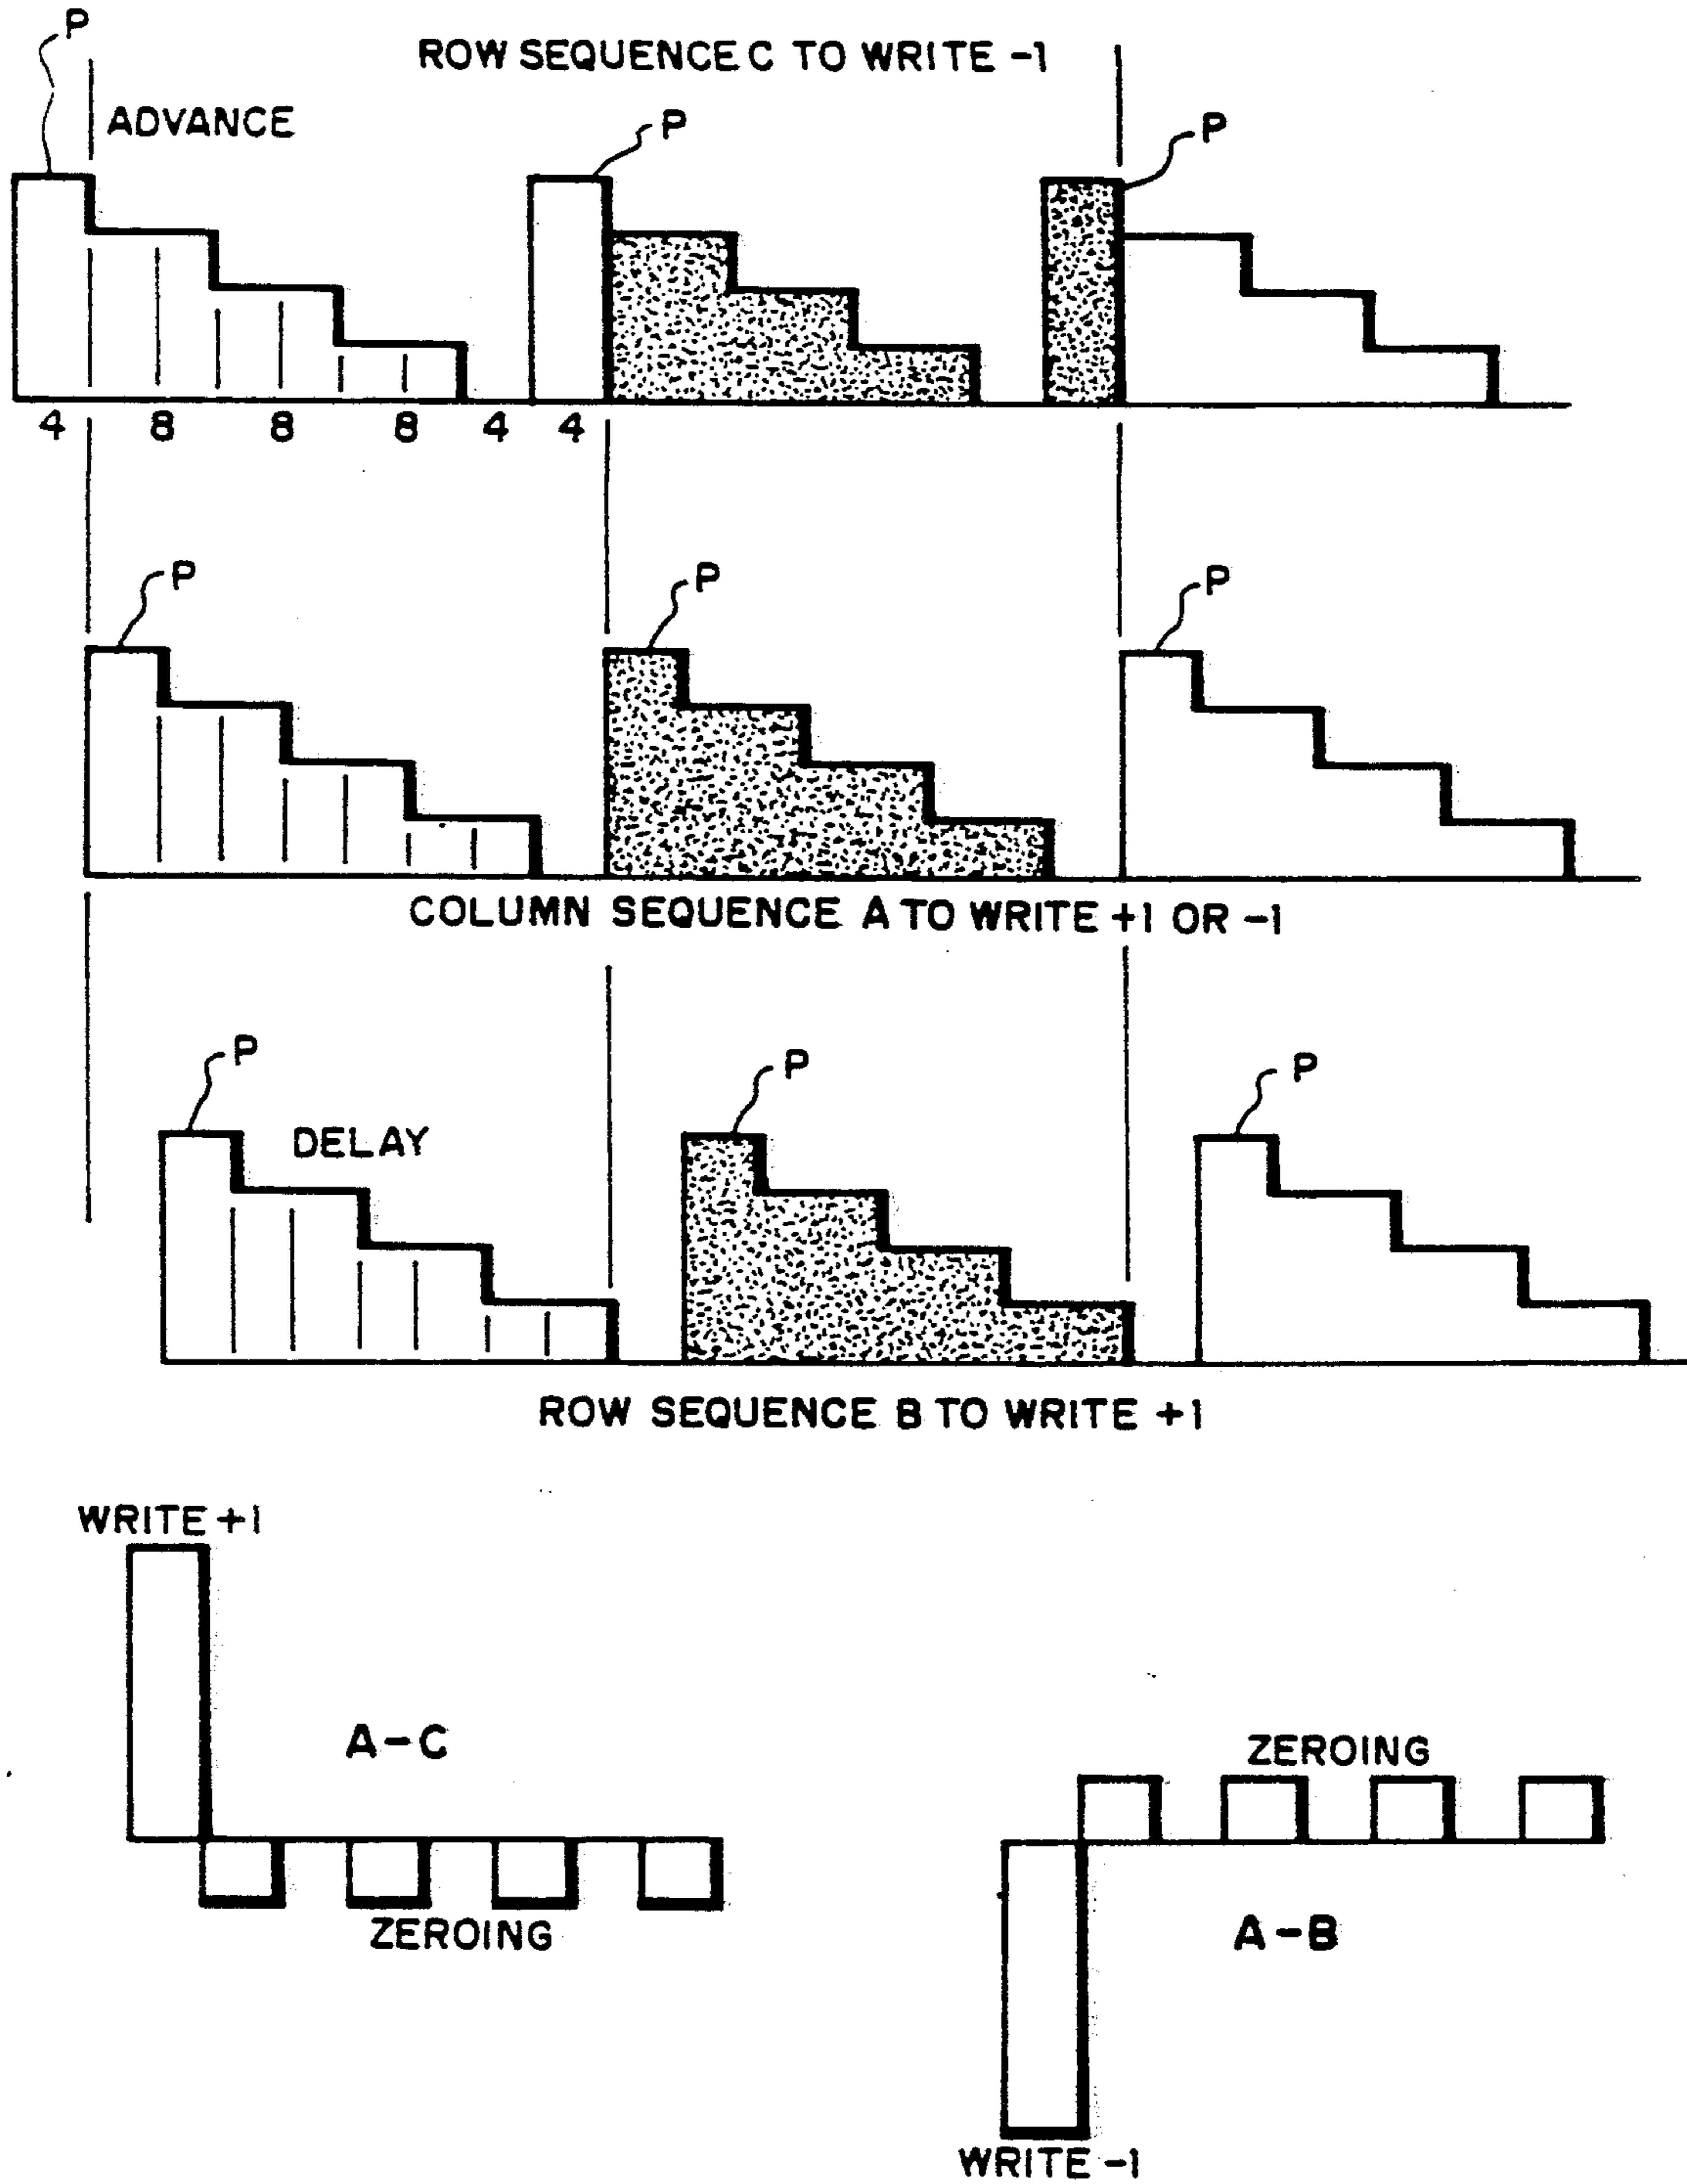 P
ROW SEQUENCE C TO WRITE -1
ADVANCE
P
P
4 8 8 8 4 4
P
P
P
COLUMN SEQUENCE A TO WRITE +1 OR -1
P
P
P
DELAY
ROW SEQUENCE B TO WRITE +1
WRITE +1
A-C
ZEROING
ZEROING
A-B
WRITE -1